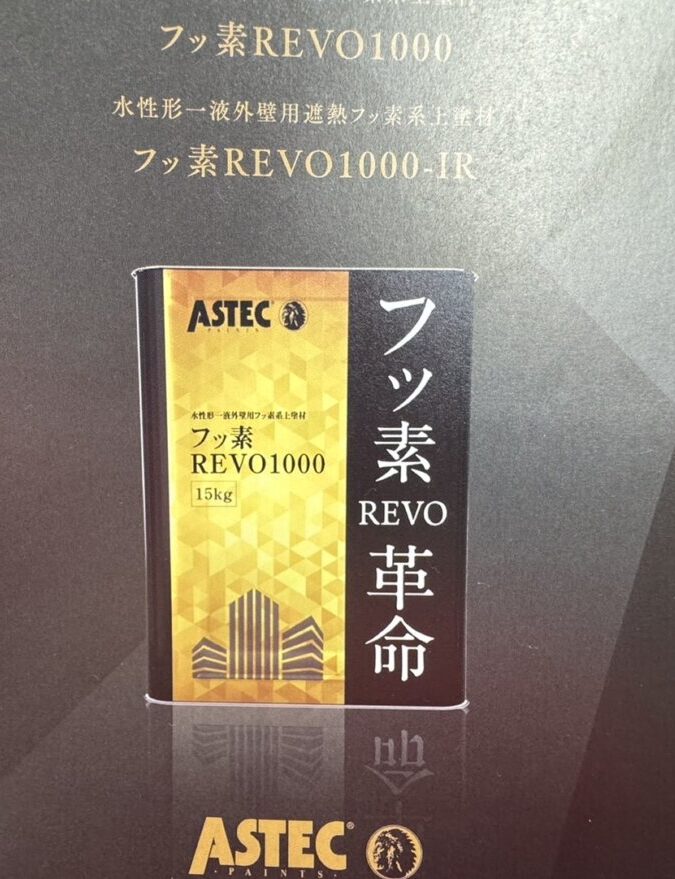 フッ素REVO1000
水性形一液外壁用遮熱フッ素系上塗材
フッ素REVO1000-IR
ASTEC
PAINTS
水性形一液外壁用フッ素系上塗材
フッ素
REVO1000
15kg
フッ素
REVO
革命
ASTEC
PAINTS